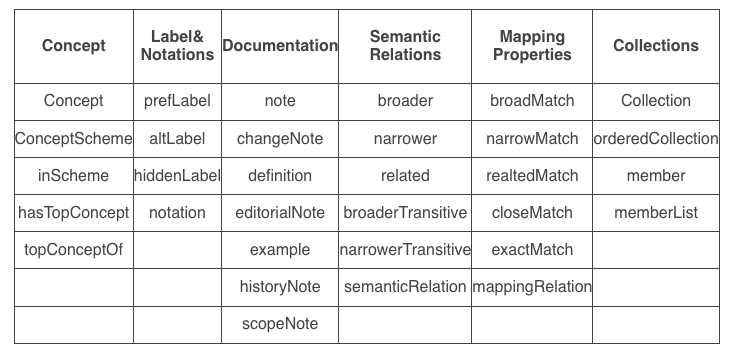 Concept Label& Notations Documentation Semantic Relations Mapping Properties Collections
Concept prefLabel note broader broadMatch Collection
ConceptScheme altLabel changeNote narrower narrowMatch orderedCollection
inScheme hiddenLabel definition related realtedMatch member
hasTopConcept notation editorialNote broaderTransitive closeMatch memberList
topConceptOf example narrowerTransitive exactMatch
historyNote semanticRelation mappingRelation
scopeNote